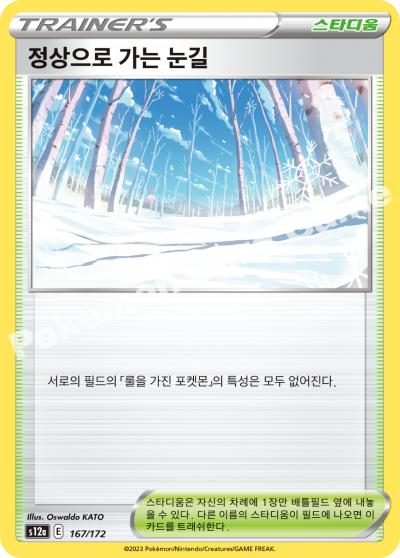 TRAINER'S
스타디움
정상으로 가는 눈길
서로의 필드의 「룰을 가진 포켓몬」의 특성은 모두 없어진다.
Illus. Oswaldo KATO
s12a E 167/172
스타디움은 자신의 차례에 1장만 배틀필드 옆에 내놓
을 수 있다. 다른 이름의 스타디움이 필드에 나오면 이
카드를 트래쉬한다.
©2023 Pokémon/Nintendo/Creatures/GAME FREAK.